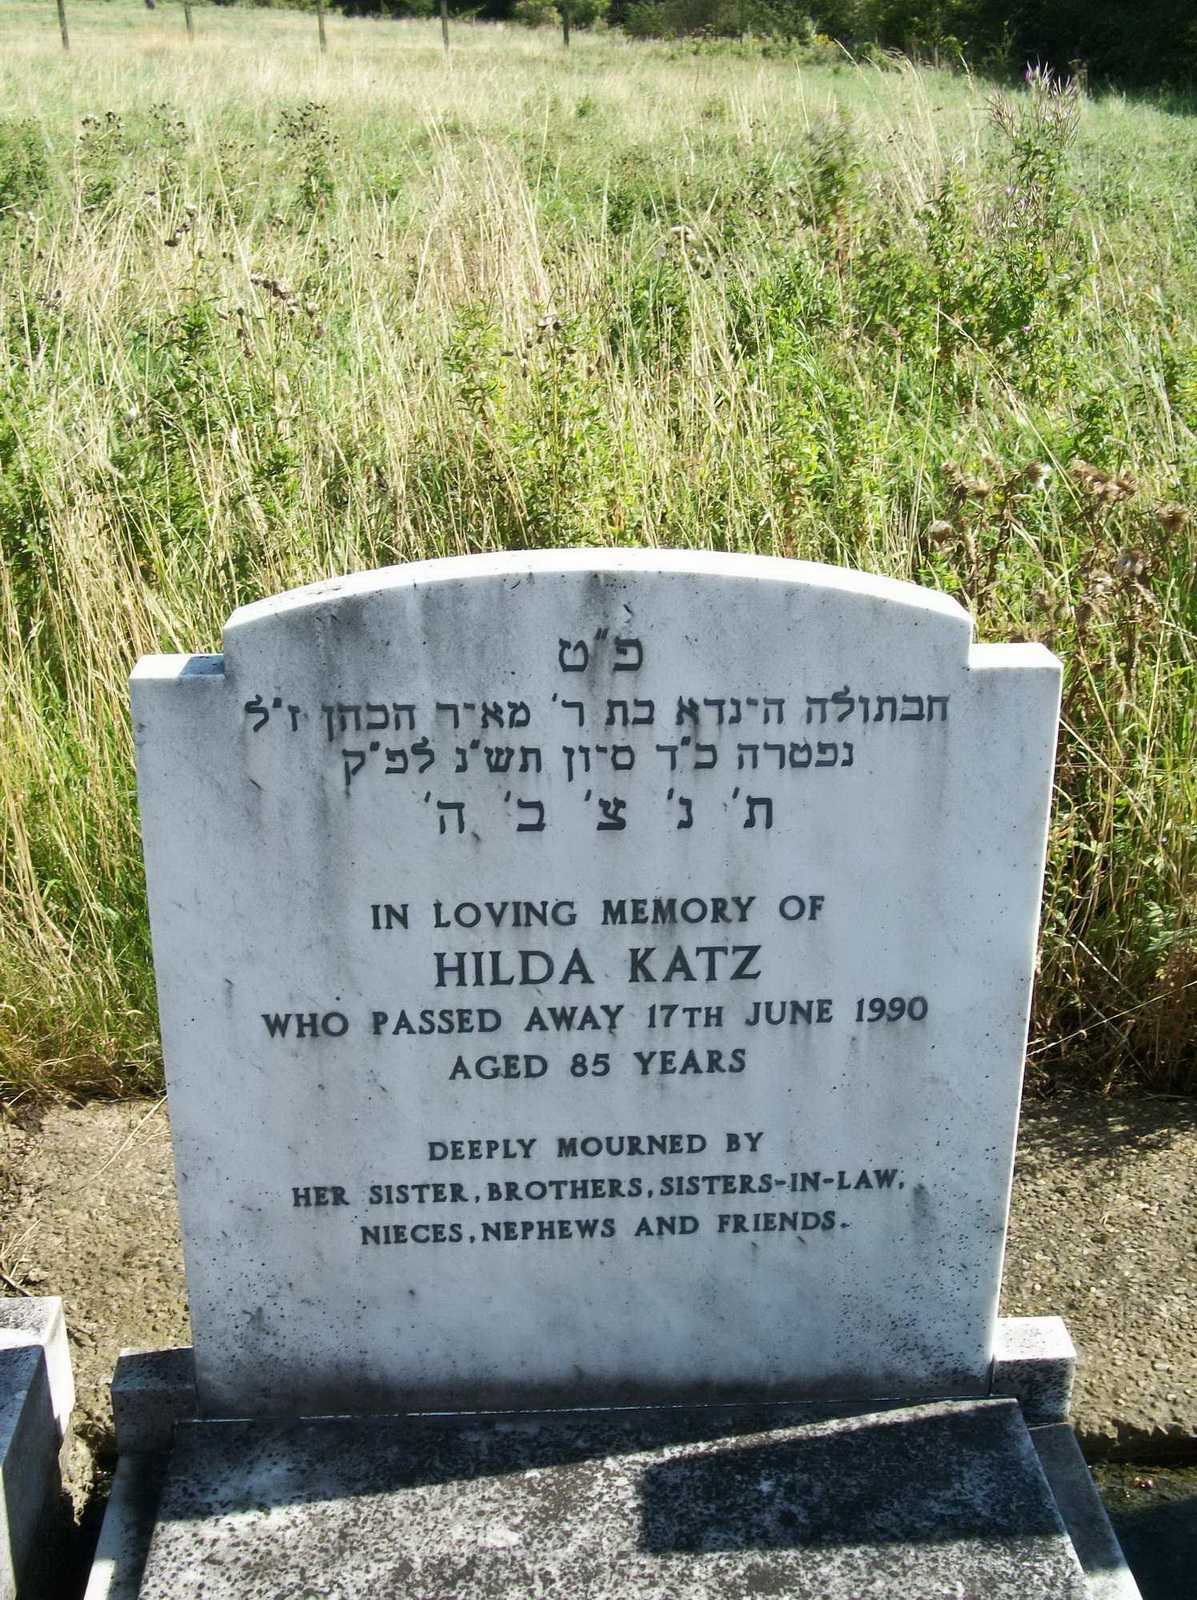 פ"ט
חבתולה הינדא בת ר' מאיר הכהן ז"ל
נפטרה כ"ד סיון תש"נ לפ"ק
ת' נ' צ' ב' ה'
IN LOVING MEMORY OF
HILDA KATZ
WHO PASSED AWAY 17TH JUNE 1990
AGED 85 YEARS
DEEPLY MOURNED BY
HER SISTER, BROTHERS, SISTERS-IN-LAW,
NIECES, NEPHEWS AND FRIENDS.